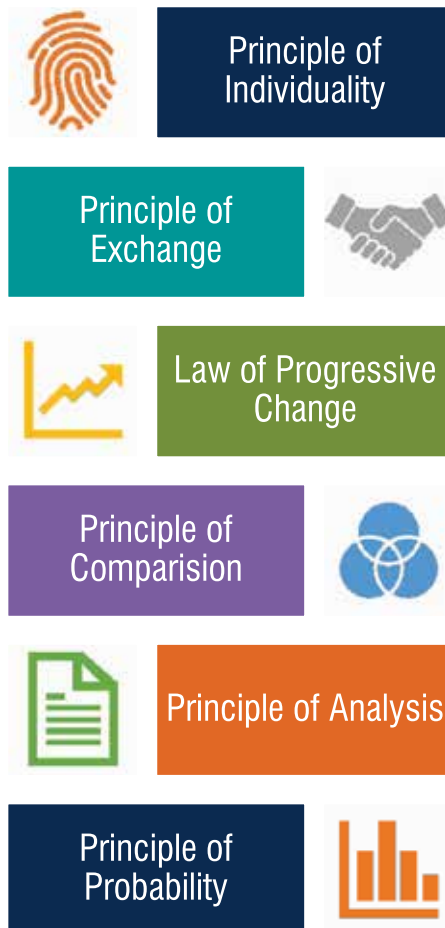 Principle of
Individuality
Principle of
Exchange
Law of Progressive
Change
Principle of
Comparision
Principle of Analysis
Principle of
Probability